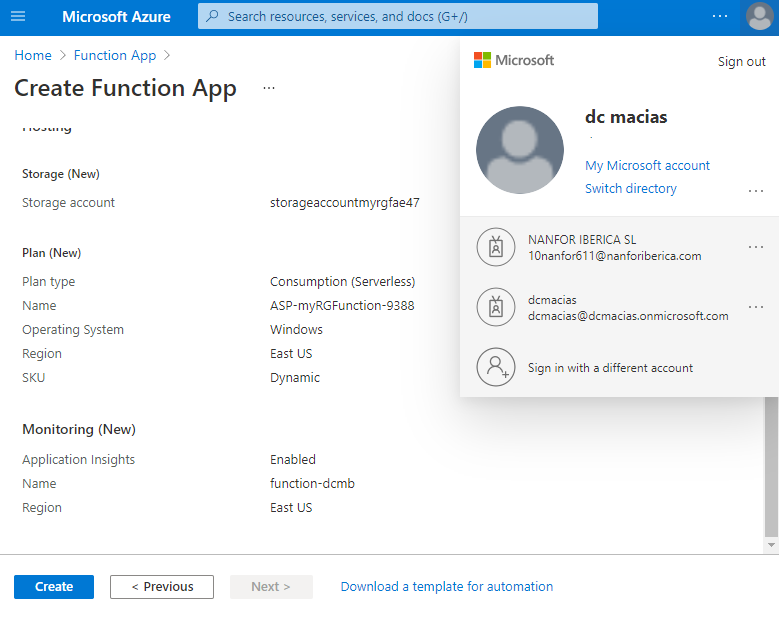 Microsoft Azure
Search resources, services, and docs (G+/)
Home > Function App >
Create Function App ...
Hosting
Storage (New)
Storage account storageaccountmyrgfae47
Plan (New)
Plan type Consumption (Serverless)
Name ASP-myRGFunction-9388
Operating System Windows
Region East US
SKU Dynamic
Monitoring (New)
Application Insights Enabled
Name function-dcmb
Region East US
Microsoft Sign out
dc macias
.
My Microsoft account
Switch directory ...
NANFOR IBERICA SL ...
10nanfor611@nanforiberica.com
dcmacias ...
dcmacias@dcmacias.onmicrosoft.com
Sign in with a different account
Create < Previous Next > Download a template for automation